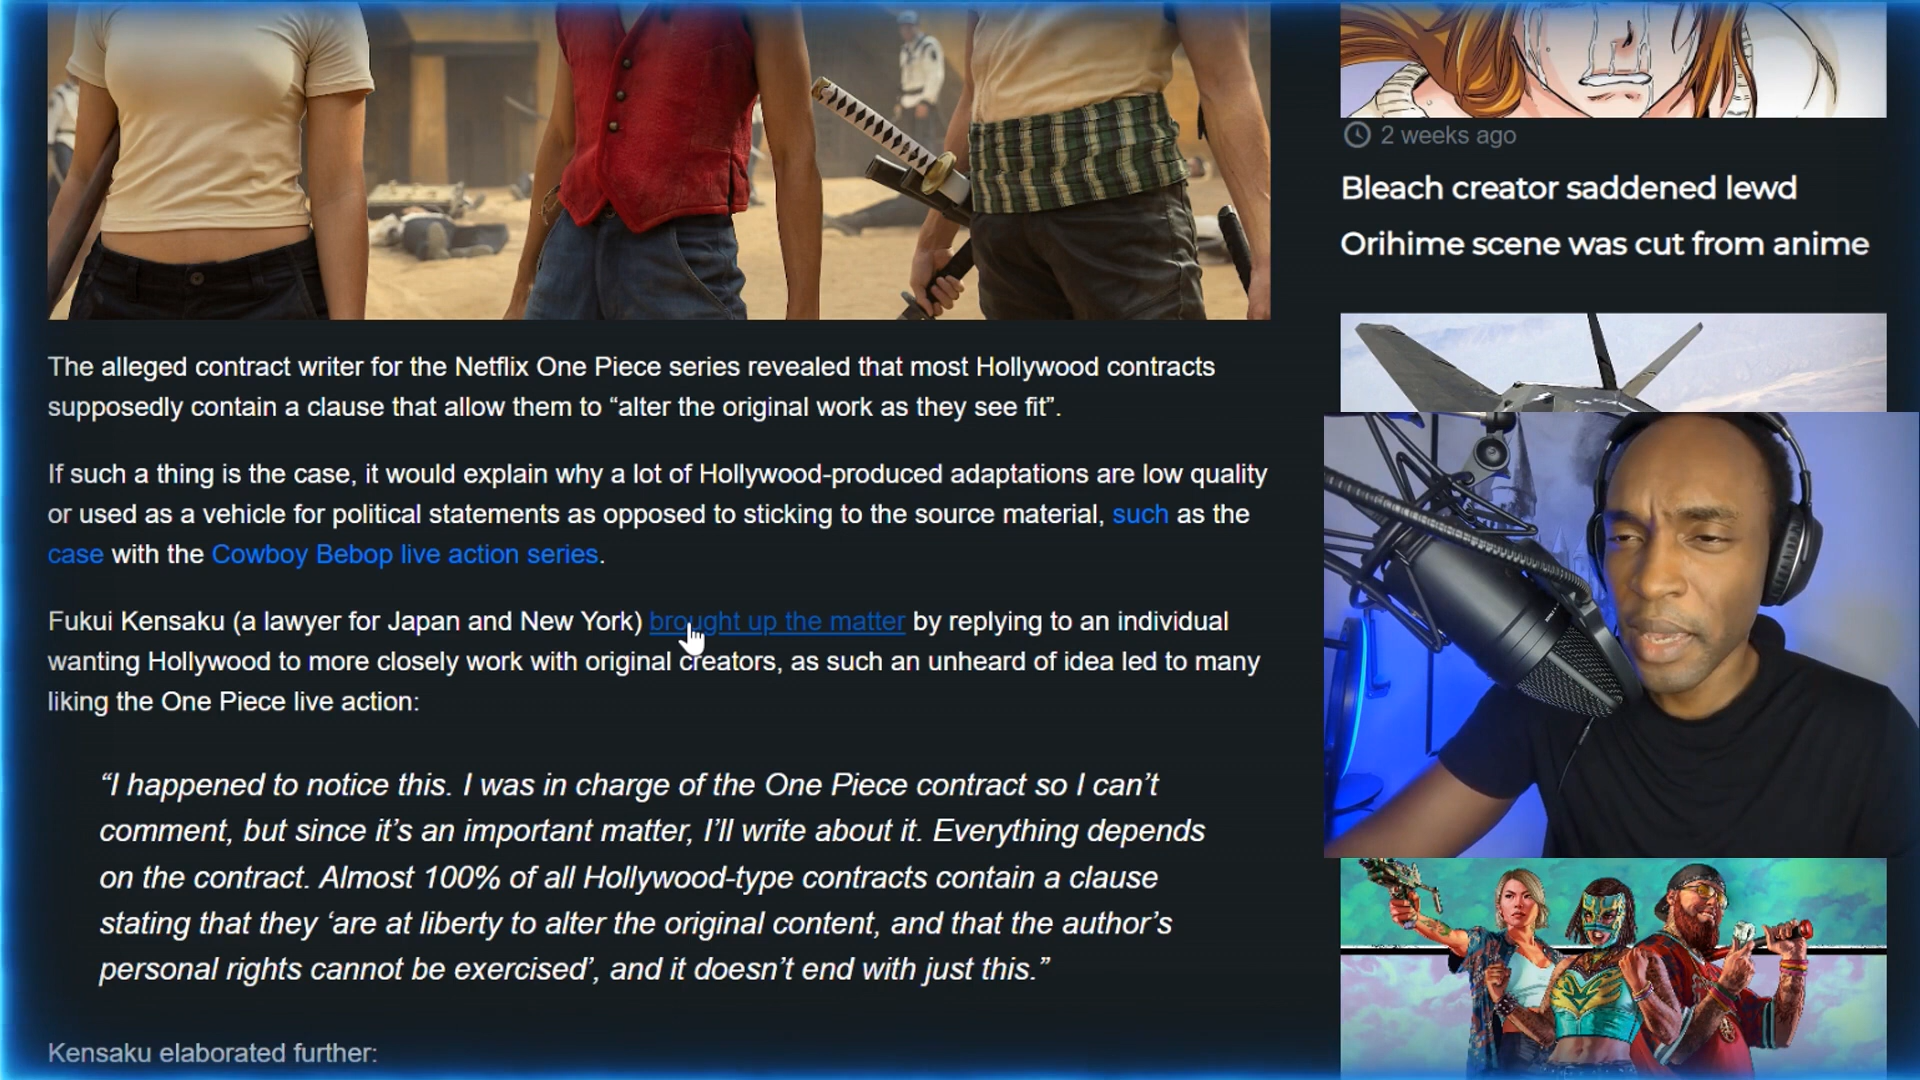 The alleged contract writer for the Netflix One Piece series revealed that most Hollywood contracts
supposedly contain a clause that allow them to “alter the original work as they see fit”.
If such a thing is the case, it would explain why a lot of Hollywood-produced adaptations are low quality
or used as a vehicle for political statements as opposed to sticking to the source material, such as the
case with the Cowboy Bebop live action series.
Fukui Kensaku (a lawyer for Japan and New York) brought up the matter by replying to an individual
wanting Hollywood to more closely work with original creators, as such an unheard of idea led to many
liking the One Piece live action:
“I happened to notice this. I was in charge of the One Piece contract so I can’t
comment, but since it’s an important matter, I’ll write about it. Everything depends
on the contract. Almost 100% of all Hollywood-type contracts contain a clause
stating that they ‘are at liberty to alter the original content, and that the author’s
personal rights cannot be exercised’, and it doesn’t end with just this.”
Kensaku elaborated further:
2 weeks ago
Bleach creator saddened lewd
Orihime scene was cut from anime